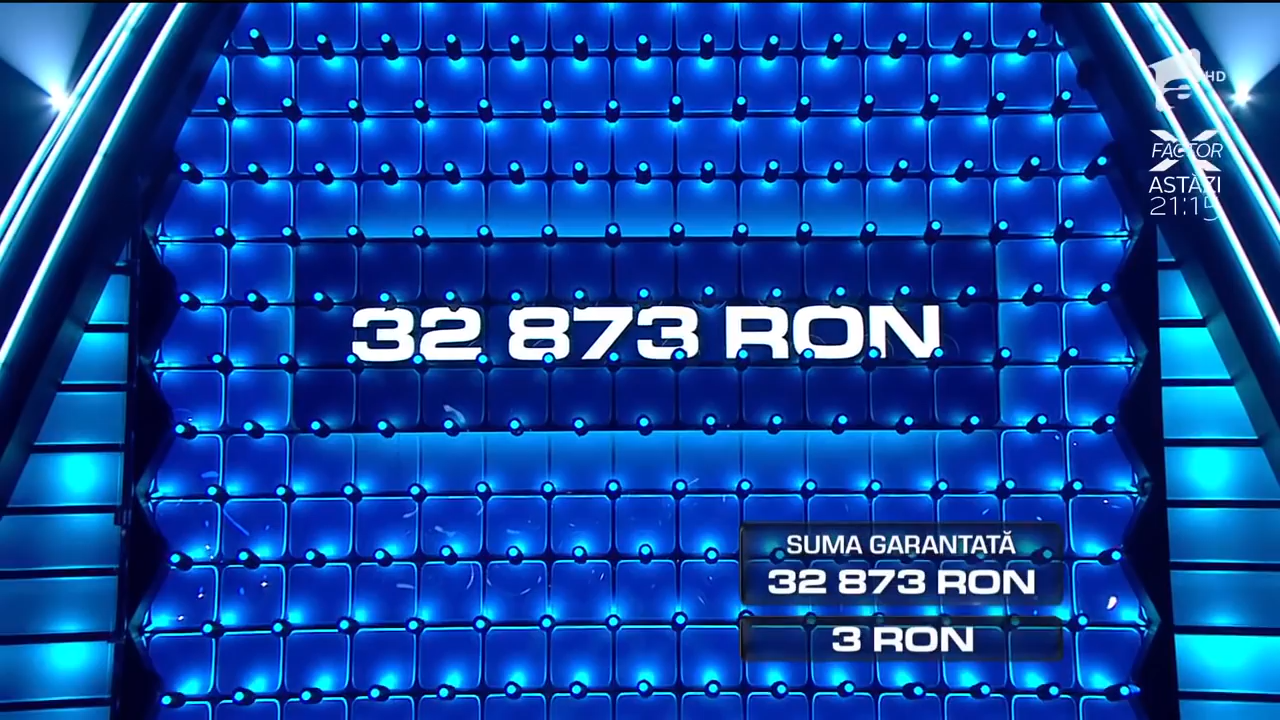 32 873 RON
HD
X
FACTOR
ASTĂZI
21:15
SUMA GARANTATĂ
32 873 RON
3 RON